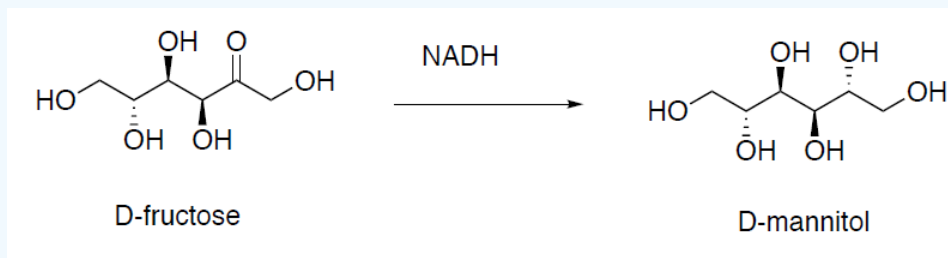 OH O
NADH
OH OH
HO
OH
HO
OH
OH OH
OH OH
D-fructose
D-mannitol